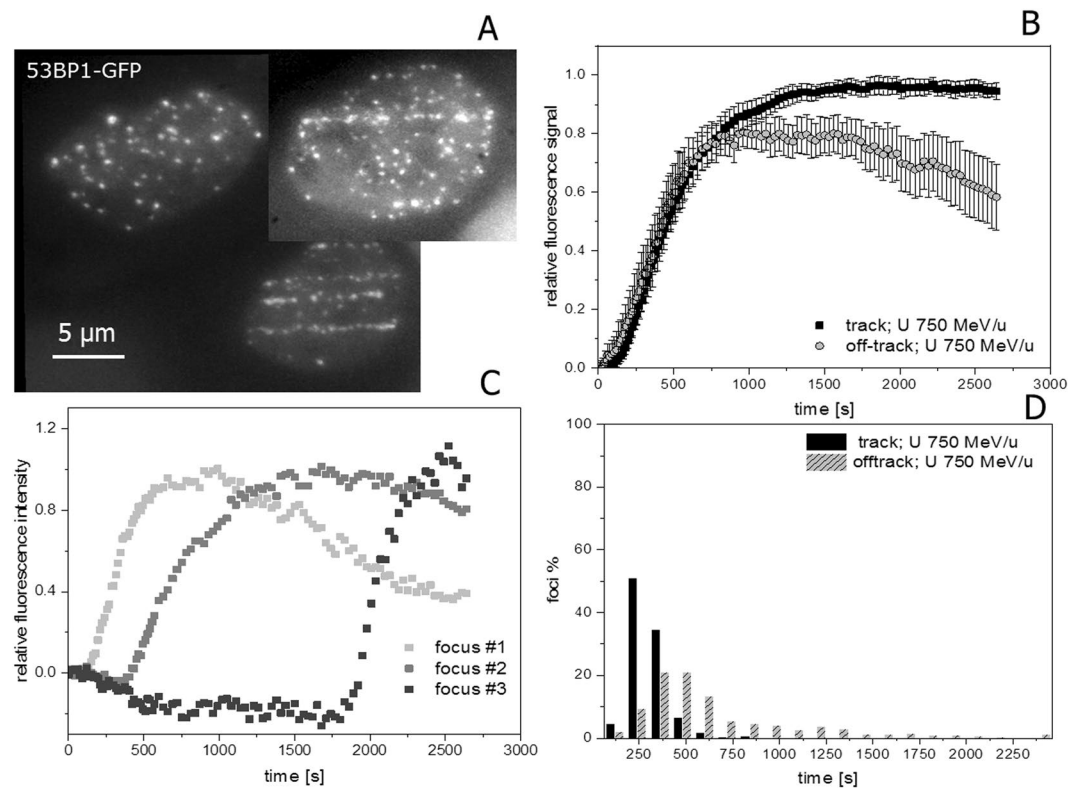 A
53BP1-GFP
5 µm
B
relative fluorescence signal
1.0
0.8
0.6
0.4
0.2
0.0
track; U 750 MeV/u
off-track; U 750 MeV/u
0 500 1000 1500 2000 2500 3000
time [s]
C
relative fluorescence intensity
1.2
0.8
0.4
0.0
focus #1
focus #2
focus #3
0 500 1000 1500 2000 2500 3000
time [s]
D
foci %
100
80
60
40
20
0
track; U 750 MeV/u
offtrack; U 750 MeV/u
250 500 750 1000 1250 1500 1750 2000 2250
time [s]